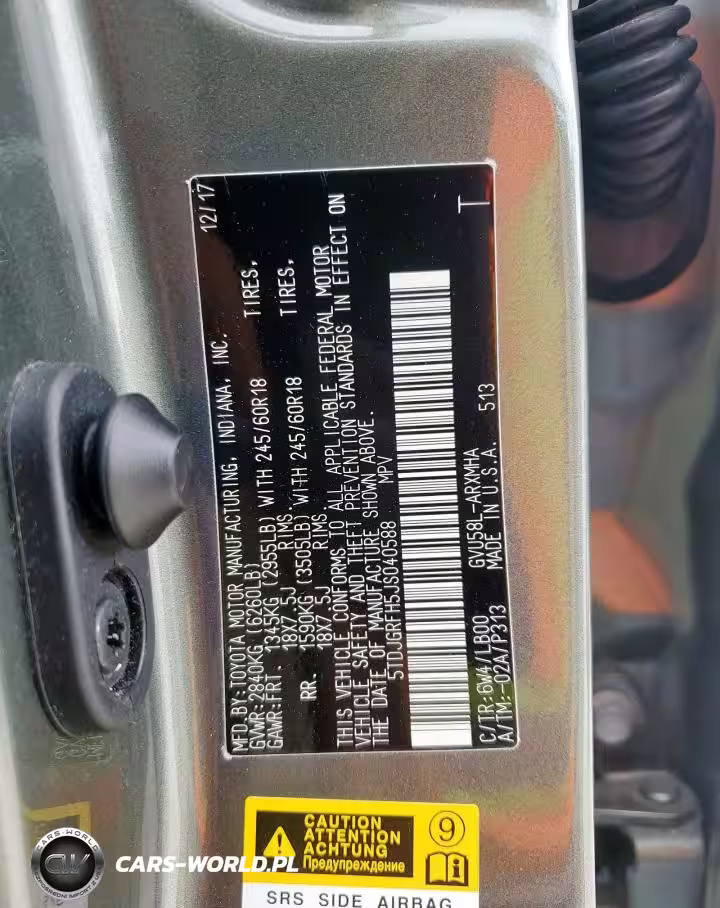 MFD.BY:TOYOTA MOTOR MANUFACTURING, INDIANA, INC. 12/17
GVWR:2840KG (6260LB)
GAWR:FRT. 1345KG (2955LB) WITH 245/60R18 TIRES,
18X7.5J RIMS.
RR. 1590KG (3505LB) WITH 245/60R18 TIRES,
18X7.5J RIMS.
THIS VEHICLE CONFORMS TO ALL APPLICABLE FEDERAL MOTOR
VEHICLE SAFETY AND THEFT PREVENTION STANDARDS IN EFFECT ON
THE DATE OF MANUFACTURE SHOWN ABOVE.
5TDJGRFH5JS040588 MPV
C/TR:6W4/LB00 GVU58L-ARXMHA T
A/TM:-02A/P313 MADE IN U.S.A. 513
CAUTION
ATTENTION
ACHTUNG
Предупреждение
9
SRS SIDE AIRBAG
CARS-WORLD
CW
CARS-WORLD.PL